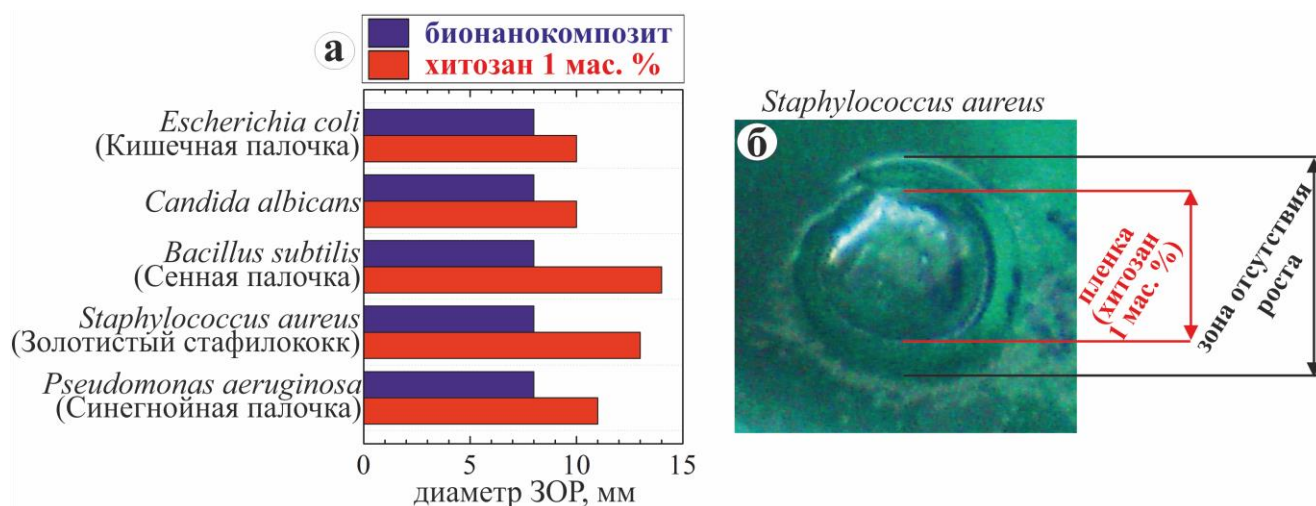 а
бионанокомпозит
хитозан 1 мас. %
Escherichia coli
(Кишечная палочка)
Candida albicans
Bacillus subtilis
(Сенная палочка)
Staphylococcus aureus
(Золотистый стафилококк)
Pseudomonas aeruginosa
(Синегнойная палочка)
0 5 10 15
диаметр ЗОР, мм
Staphylococcus aureus
б
пленка
(хитозан
1 мас. %)
зона отсутствия
роста